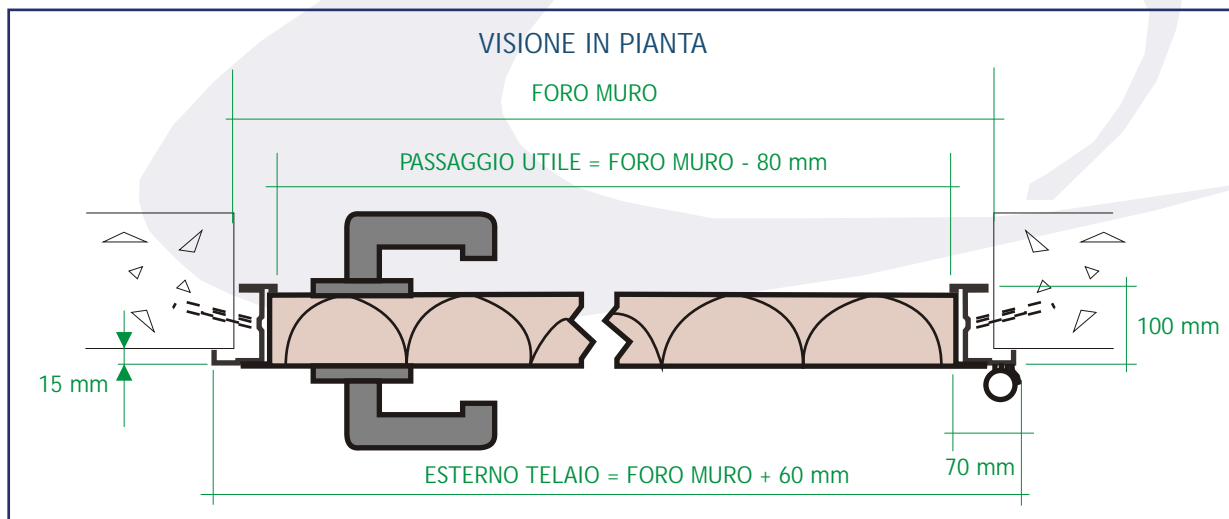 VISIONE IN PIANTA
FORO MURO
PASSAGGIO UTILE = FORO MURO - 80 mm
100 mm
15 mm
70 mm
ESTERNO TELAIO = FORO MURO + 60 mm